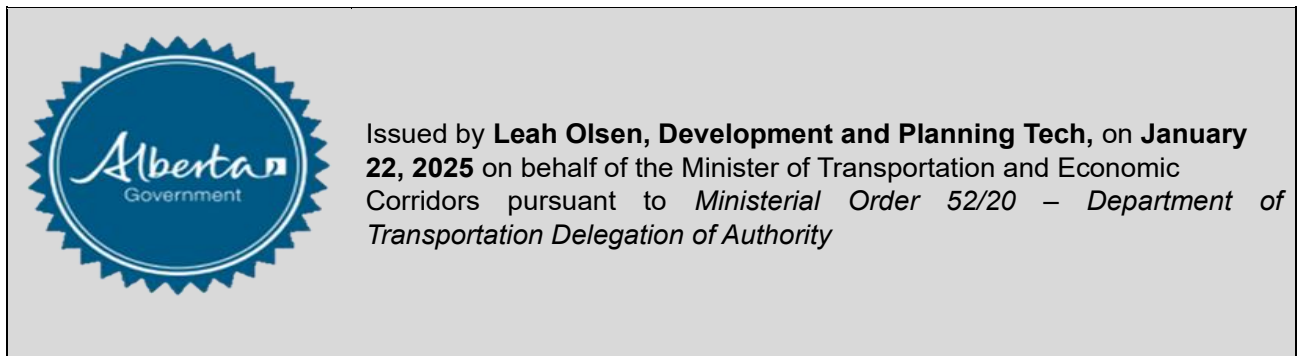 Alberta
Government
Issued by Leah Olsen, Development and Planning Tech, on January
22, 2025 on behalf of the Minister of Transportation and Economic
Corridors pursuant to Ministerial Order 52/20 – Department of
Transportation Delegation of Authority